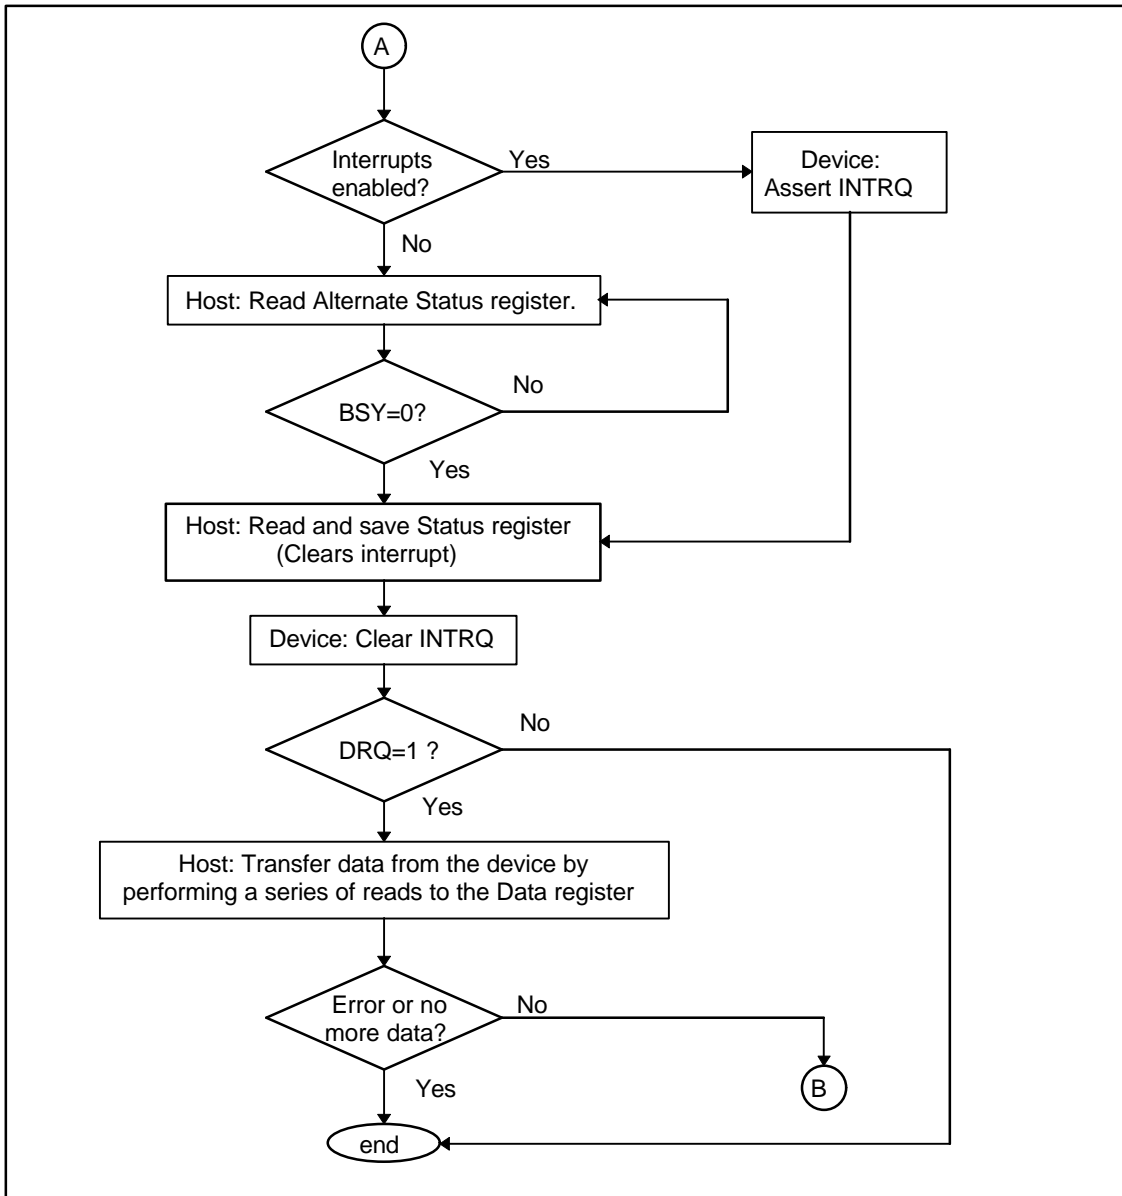 A
Interrupts
enabled?
Yes
Device:
Assert INTRQ
No
Host: Read Alternate Status register.
No
BSY=0?
Yes
Host: Read and save Status register
(Clears interrupt)
Device: Clear INTRQ
No
DRQ=1 ?
Yes
Host: Transfer data from the device by
performing a series of reads to the Data register
Error or no
more data?
No
B
Yes
end